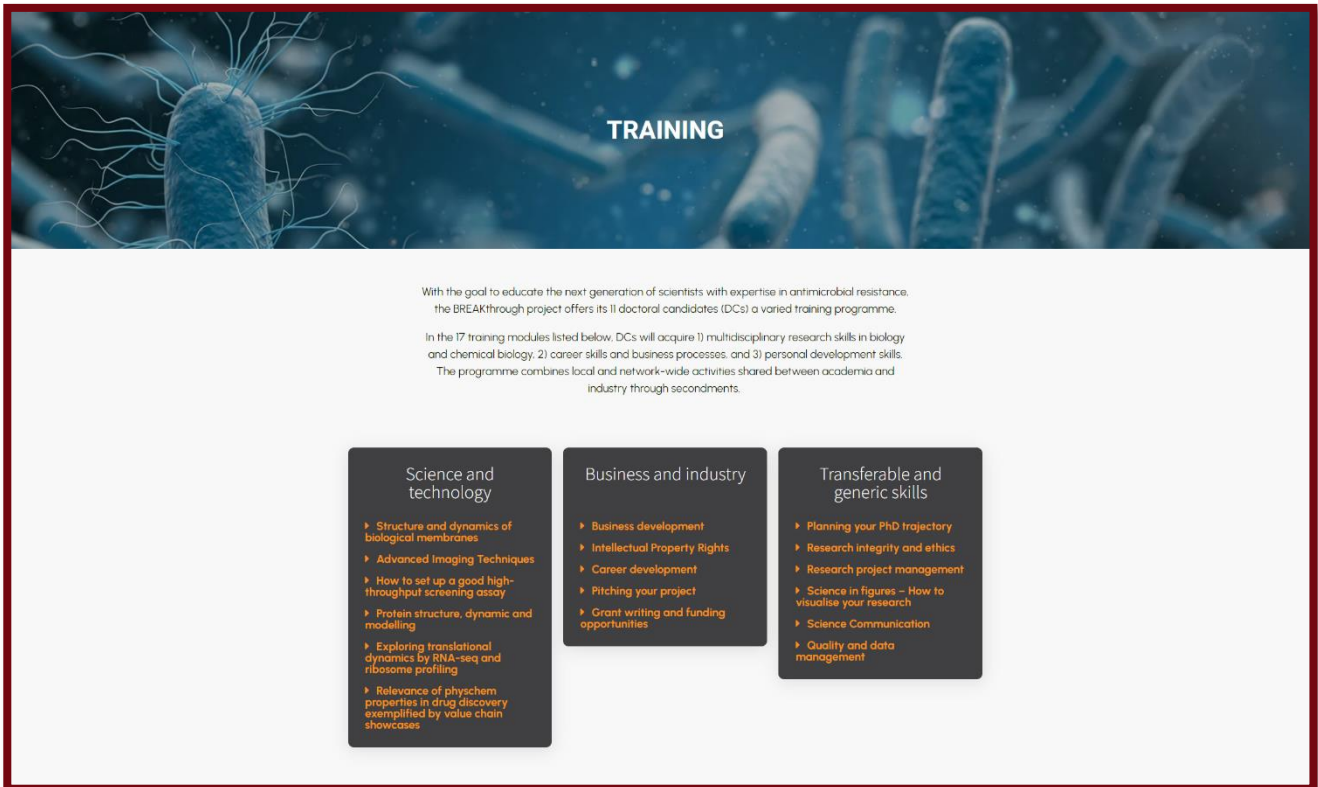 TRAINING
With the goal to educate the next generation of scientists with expertise in antimicrobial resistance,
the BREAKthrough project offers its 11 doctoral candidates (DCs) a varied training programme.
In the 17 training modules listed below, DCs will acquire 1) multidisciplinary research skills in biology
and chemical biology, 2) career skills and business processes, and 3) personal development skills.
The programme combines local and network-wide activities shared between academia and
industry through secondments.
Science and
technology
Structure and dynamics of
biological membranes
Advanced Imaging Techniques
How to set up a good high-
throughput screening assay
Protein structure, dynamic and
modelling
Exploring translational
dynamics by RNA-seq and
ribosome profiling
Relevance of physchem
properties in drug discovery
exemplified by value chain
showcases
Business and industry
Business development
Intellectual Property Rights
Career development
Pitching your project
Grant writing and funding
opportunities
Transferable and
generic skills
Planning your PhD trajectory
Research integrity and ethics
Research project management
Science in figures – How to
visualise your research
Science Communication
Quality and data
management